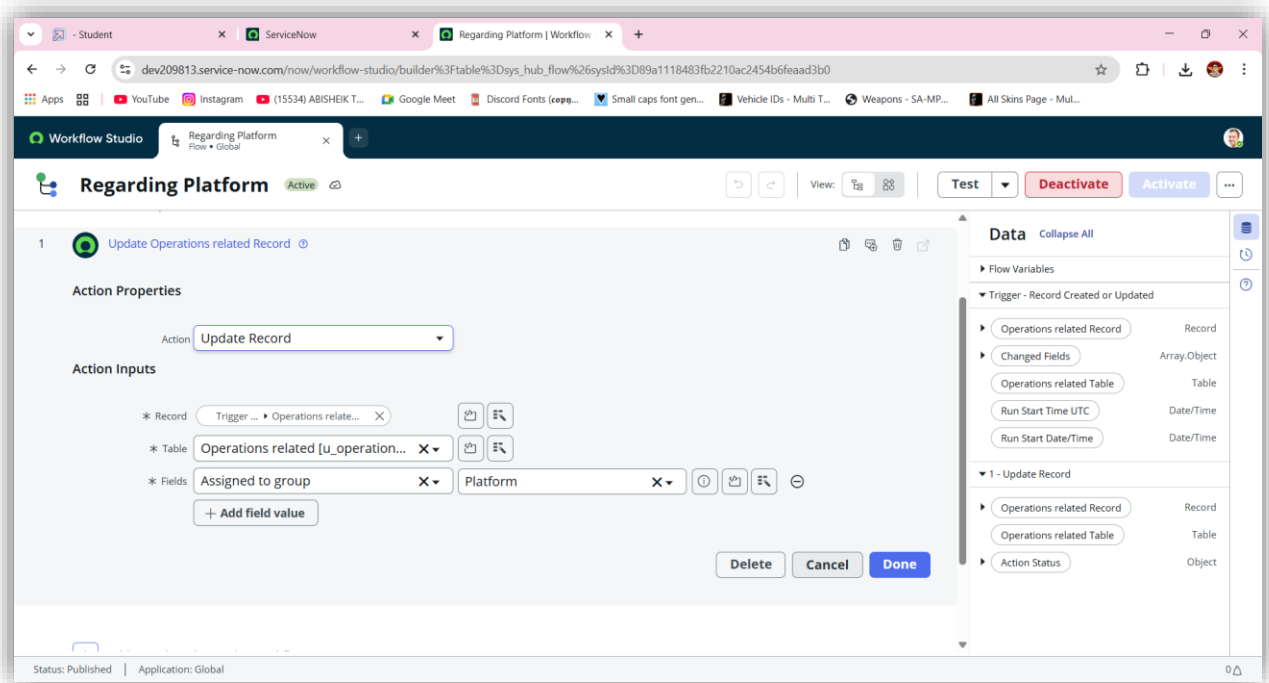 - Student
ServiceNow
Regarding Platform | Workflow
dev209813.service-now.com/now/workflow-studio/builder%3Ftable%3Dsys_hub_flow%26sysId%3D89a1118483fb2210ac2454b6feaad3b0
Apps YouTube Instagram (15534) ABISHEIK T... Google Meet Discord Fonts (copy... Small caps font gen... Vehicle IDs - Multi T... Weapons - SA-MP... All Skins Page - Mul...
Workflow Studio
Regarding Platform
Flow • Global
Regarding Platform Active View: Test Deactivate Activate
1 Update Operations related Record
Action Properties
Action Update Record
Action Inputs
* Record Trigger ... ▸ Operations relate...
* Table Operations related [u_operation...
* Fields Assigned to group Platform
+ Add field value
Delete Cancel Done
Data Collapse All
Flow Variables
Trigger - Record Created or Updated
Operations related Record Record
Changed Fields Array.Object
Operations related Table Table
Run Start Time UTC Date/Time
Run Start Date/Time Date/Time
1 - Update Record
Operations related Record Record
Operations related Table Table
Action Status Object
Status: Published | Application: Global
0